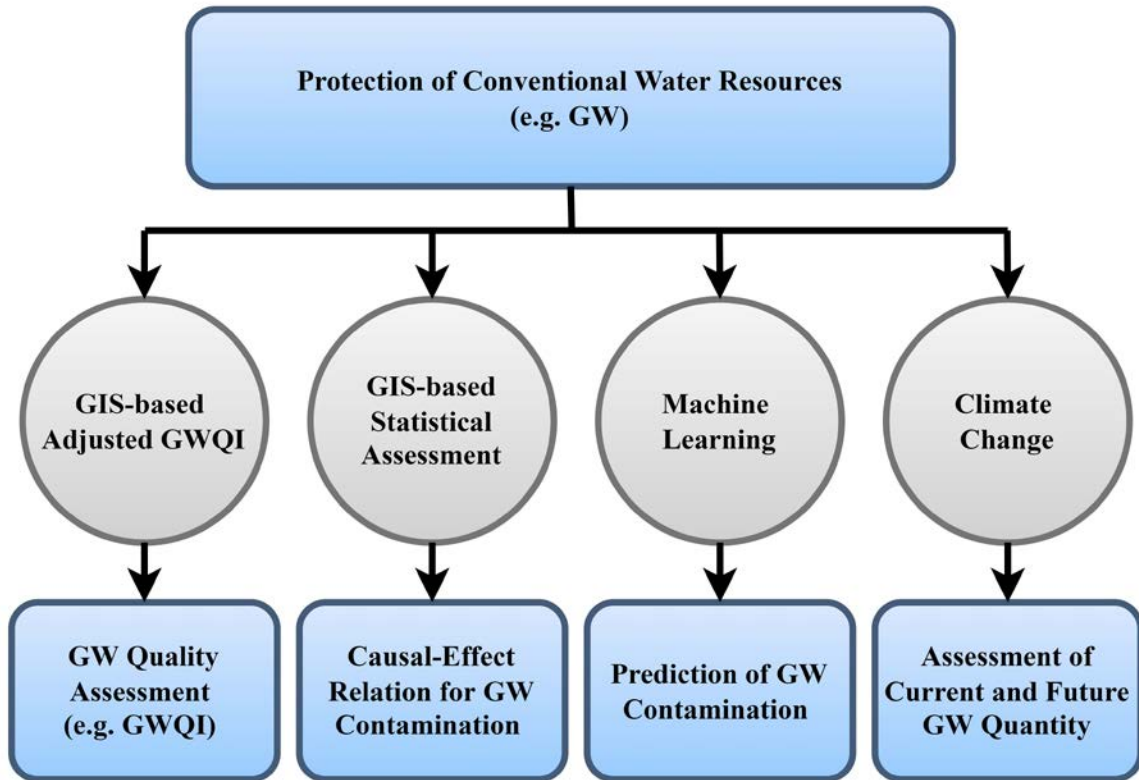 Protection of Conventional Water Resources
(e.g. GW)
GIS-based
Adjusted GWQI
GIS-based
Statistical
Assessment
Machine
Learning
Climate
Change
GW Quality
Assessment
(e.g. GWQI)
Causal-Effect
Relation for GW
Contamination
Prediction of GW
Contamination
Assessment of
Current and Future
GW Quantity